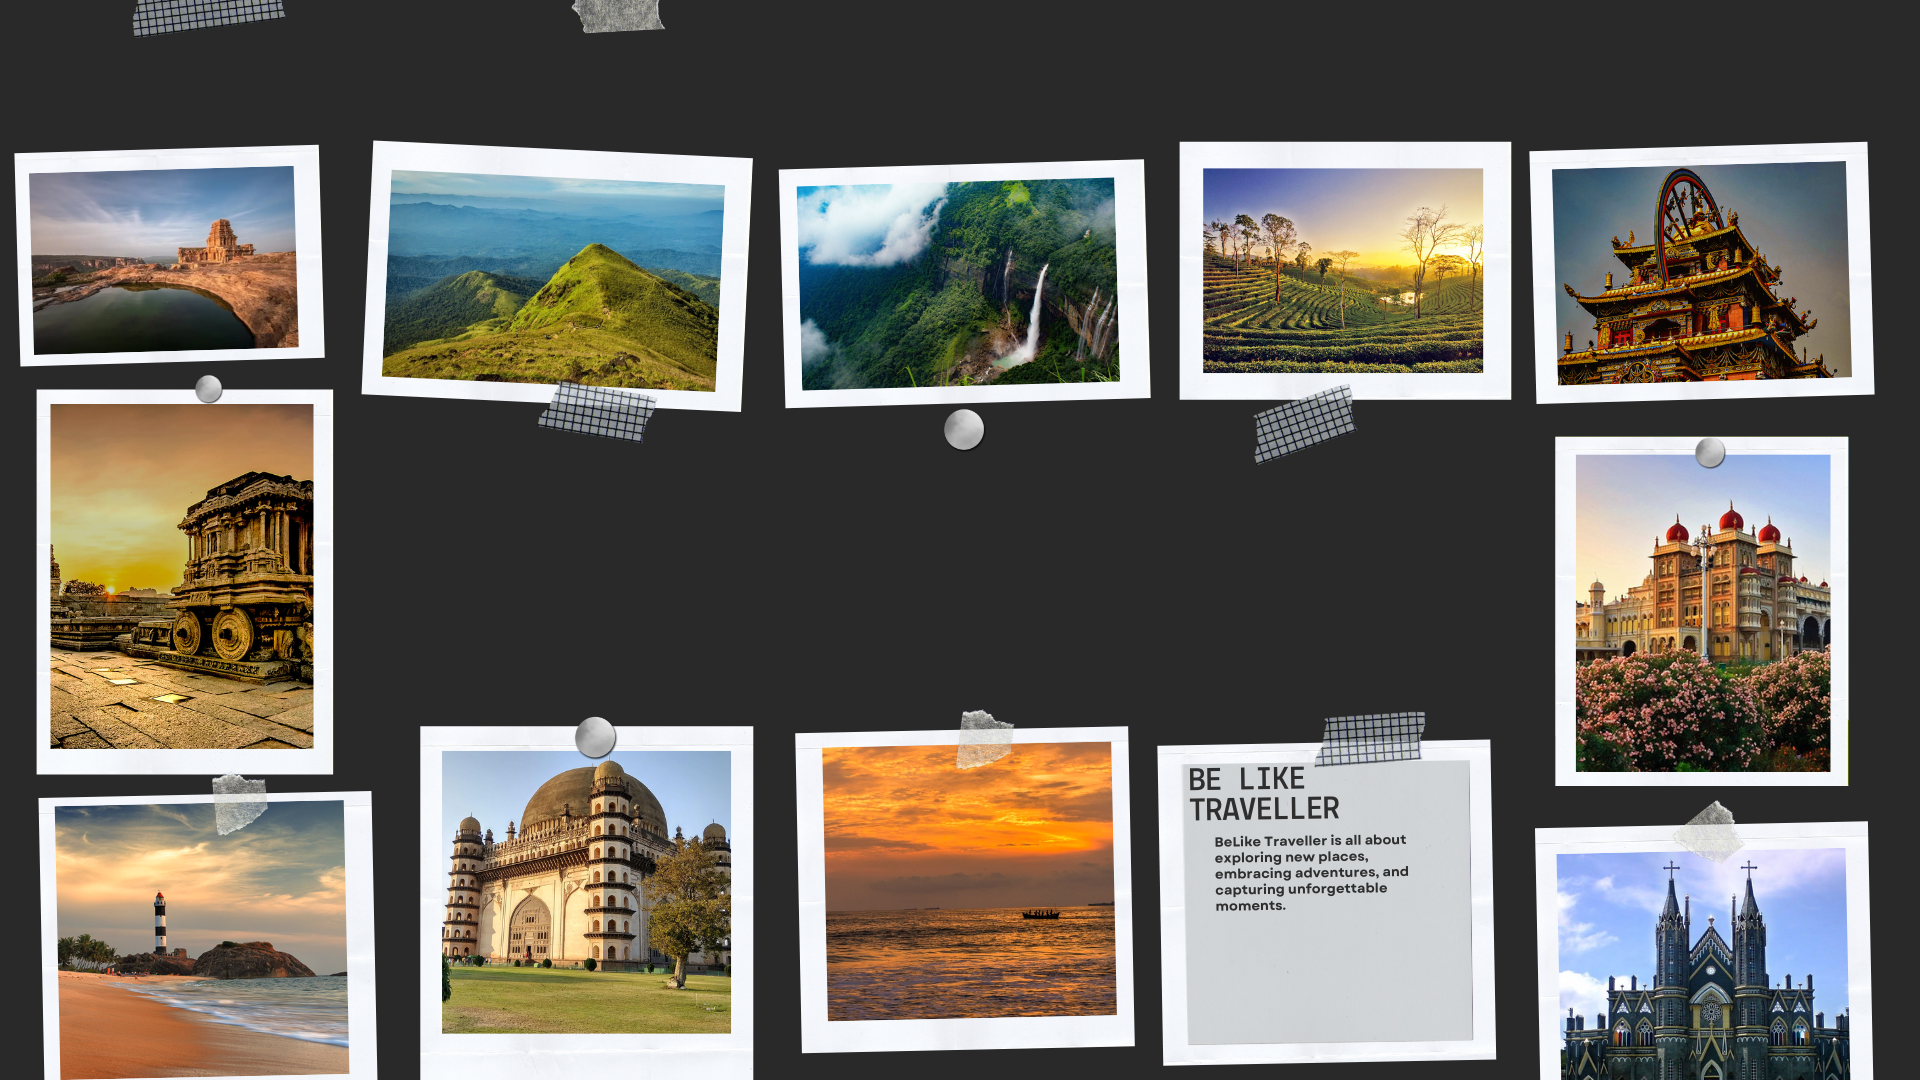 BE LIKE
TRAVELLER
BeLike Traveller is all about
exploring new places,
embracing adventures, and
capturing unforgettable
moments.